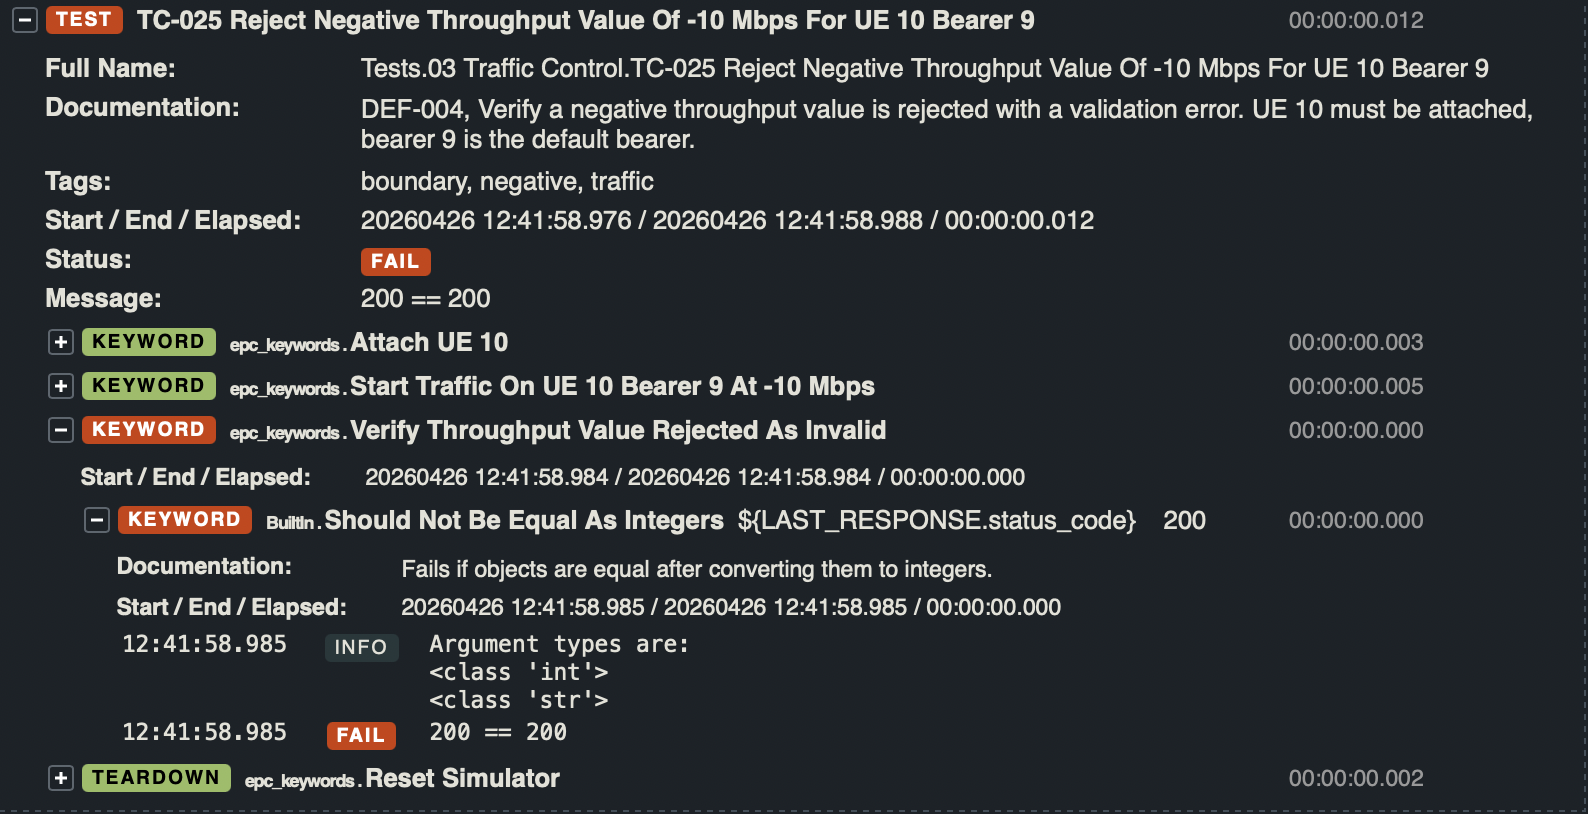 TEST TC-025 Reject Negative Throughput Value Of -10 Mbps For UE 10 Bearer 9 00:00:00.012
Full Name: Tests.03 Traffic Control.TC-025 Reject Negative Throughput Value Of -10 Mbps For UE 10 Bearer 9
Documentation: DEF-004, Verify a negative throughput value is rejected with a validation error. UE 10 must be attached,
bearer 9 is the default bearer.
Tags: boundary, negative, traffic
Start / End / Elapsed: 20260426 12:41:58.976 / 20260426 12:41:58.988 / 00:00:00.012
Status: FAIL
Message: 200 == 200
+ KEYWORD epc_keywords.Attach UE 10 00:00:00.003
+ KEYWORD epc_keywords.Start Traffic On UE 10 Bearer 9 At -10 Mbps 00:00:00.005
− KEYWORD epc_keywords.Verify Throughput Value Rejected As Invalid 00:00:00.000
Start / End / Elapsed: 20260426 12:41:58.984 / 20260426 12:41:58.984 / 00:00:00.000
− KEYWORD BuiltIn.Should Not Be Equal As Integers ${LAST_RESPONSE.status_code} 200 00:00:00.000
Documentation: Fails if objects are equal after converting them to integers.
Start / End / Elapsed: 20260426 12:41:58.985 / 20260426 12:41:58.985 / 00:00:00.000
12:41:58.985 INFO Argument types are:
<class 'int'>
<class 'str'>
12:41:58.985 FAIL 200 == 200
+ TEARDOWN epc_keywords.Reset Simulator 00:00:00.002